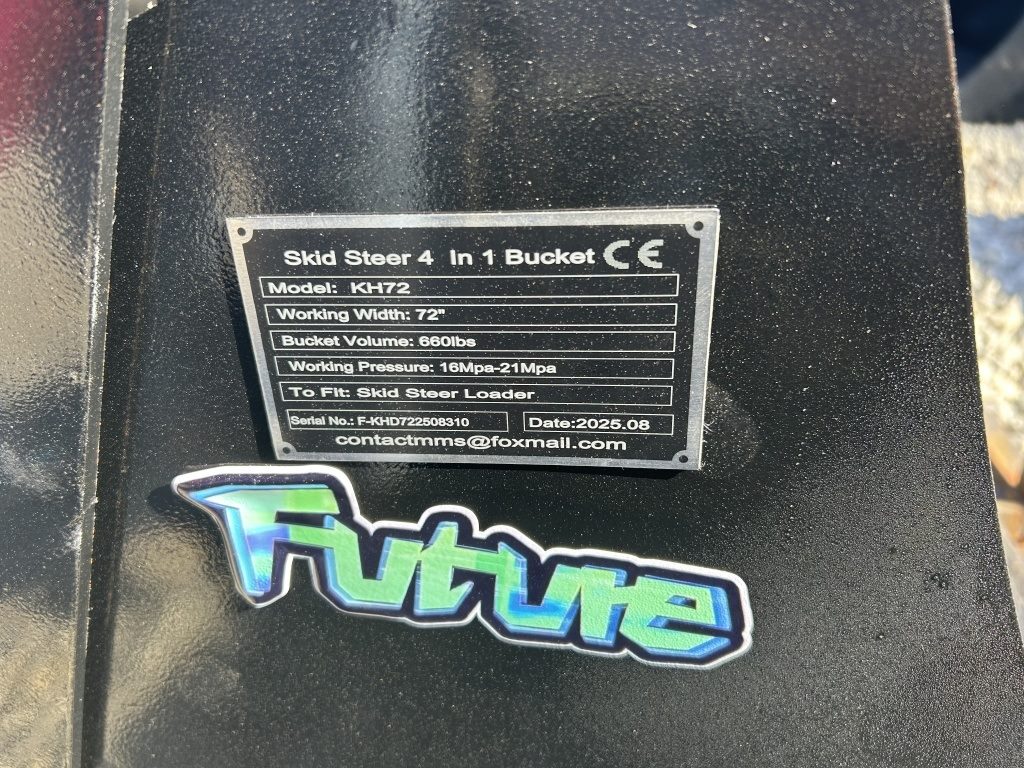 Skid Steer 4 In 1 Bucket CE
Model: KH72
Working Width: 72"
Bucket Volume: 660lbs
Working Pressure: 16Mpa-21Mpa
To Fit: Skid Steer Loader
Serial No.: F-KHD722508310 Date:2025.08
contactmms@foxmail.com
Future